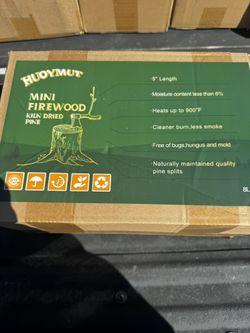 HUOYMUT
MINI
FIREWOOD
KILN DRIED
PINE
5" Length
Moisture content less than 6%
Heats up to 900°F
Cleaner burn, less smoke
Free of bugs,hungus and mold
Naturally maintained quality
pine splits
8L